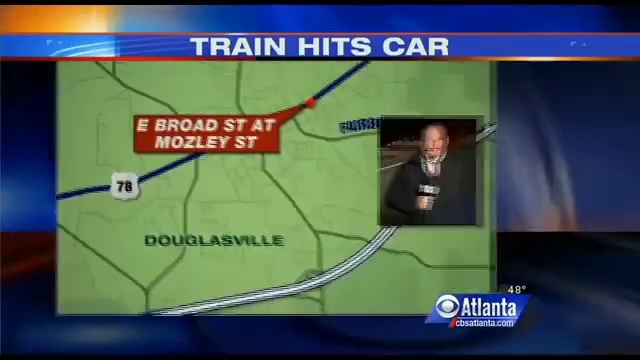 TRAIN HITS CAR
E BROAD ST AT
MOZLEY ST
78
DOUGLASVILLE
48°
Atlanta
cbsatlanta.com